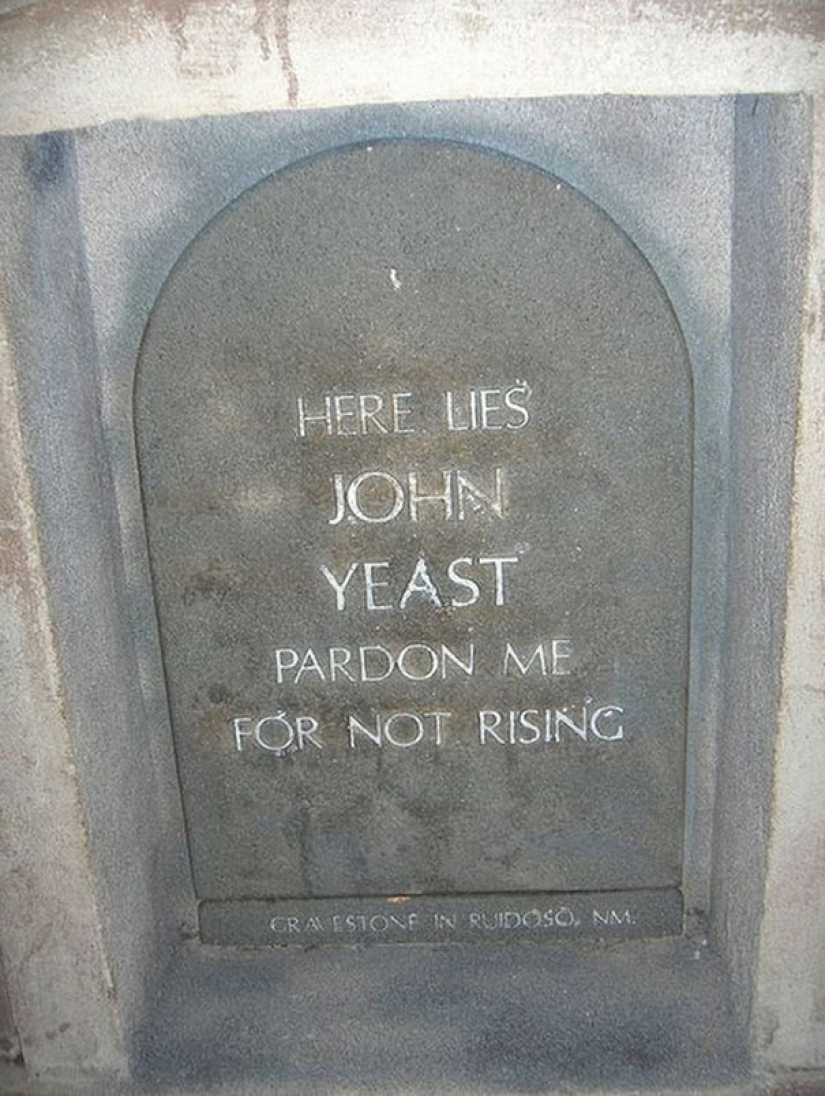 HERE LIES
JOHN
YEAST
PARDON ME
FOR NOT RISING
GRAVESTONE IN RUIDOSO, NM.